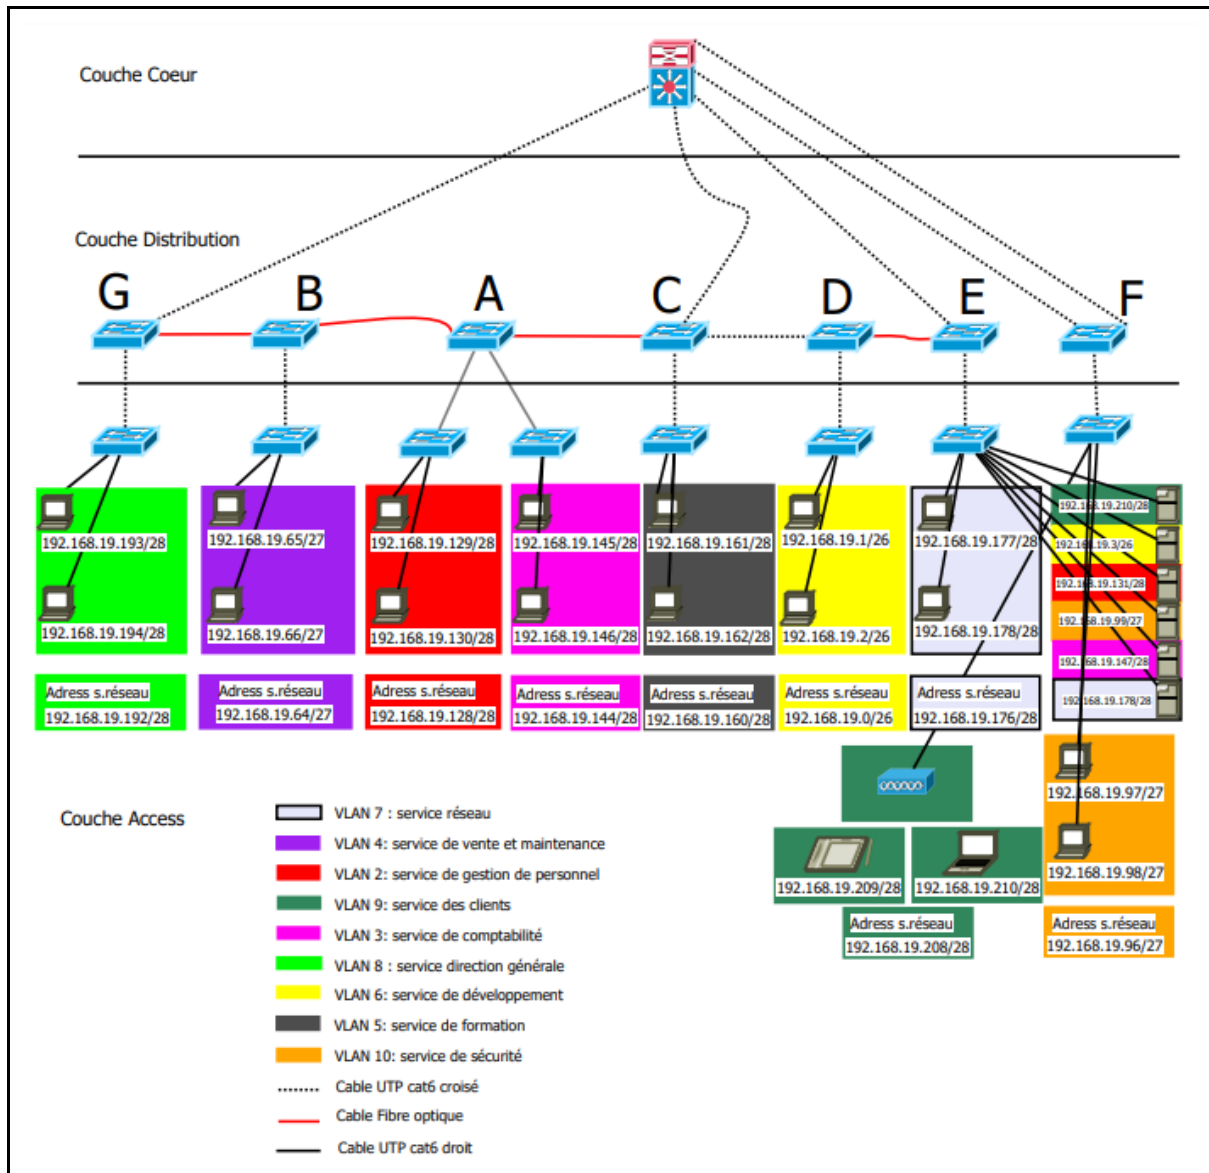 Couche Coeur
Couche Distribution
G
B
A
C
D
E
F
192.168.19.193/28
192.168.19.194/28
192.168.19.65/27
192.168.19.66/27
192.168.19.129/28
192.168.19.130/28
192.168.19.145/28
192.168.19.146/28
192.168.19.161/28
192.168.19.162/28
192.168.19.1/26
192.168.19.2/26
192.168.19.177/28
192.168.19.178/28
192.168.19.210/28
192.168.19.3/26
192.168.19.131/28
192.168.19.99/27
192.168.19.147/28
192.168.19.178/28
Adress s.réseau
192.168.19.192/28
Adress s.réseau
192.168.19.64/27
Adress s.réseau
192.168.19.128/28
Adress s.réseau
192.168.19.144/28
Adress s.réseau
192.168.19.160/28
Adress s.réseau
192.168.19.0/26
Adress s.réseau
192.168.19.176/28
192.168.19.97/27
192.168.19.98/27
192.168.19.209/28
192.168.19.210/28
Adress s.réseau
192.168.19.208/28
Adress s.réseau
192.168.19.96/27
Couche Access
VLAN 7 : service réseau
VLAN 4: service de vente et maintenance
VLAN 2: service de gestion de personnel
VLAN 9: service des clients
VLAN 3: service de comptabilité
VLAN 8 : service direction générale
VLAN 6: service de développement
VLAN 5: service de formation
VLAN 10: service de sécurité
Cable UTP cat6 croisé
Cable Fibre optique
Cable UTP cat6 droit